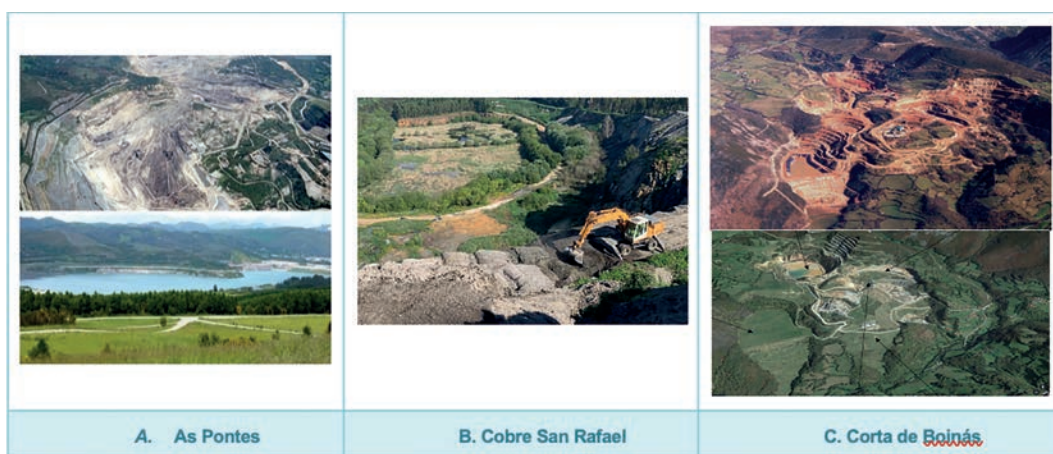 A. As Pontes
B. Cobre San Rafael
C. Corta de Boinás